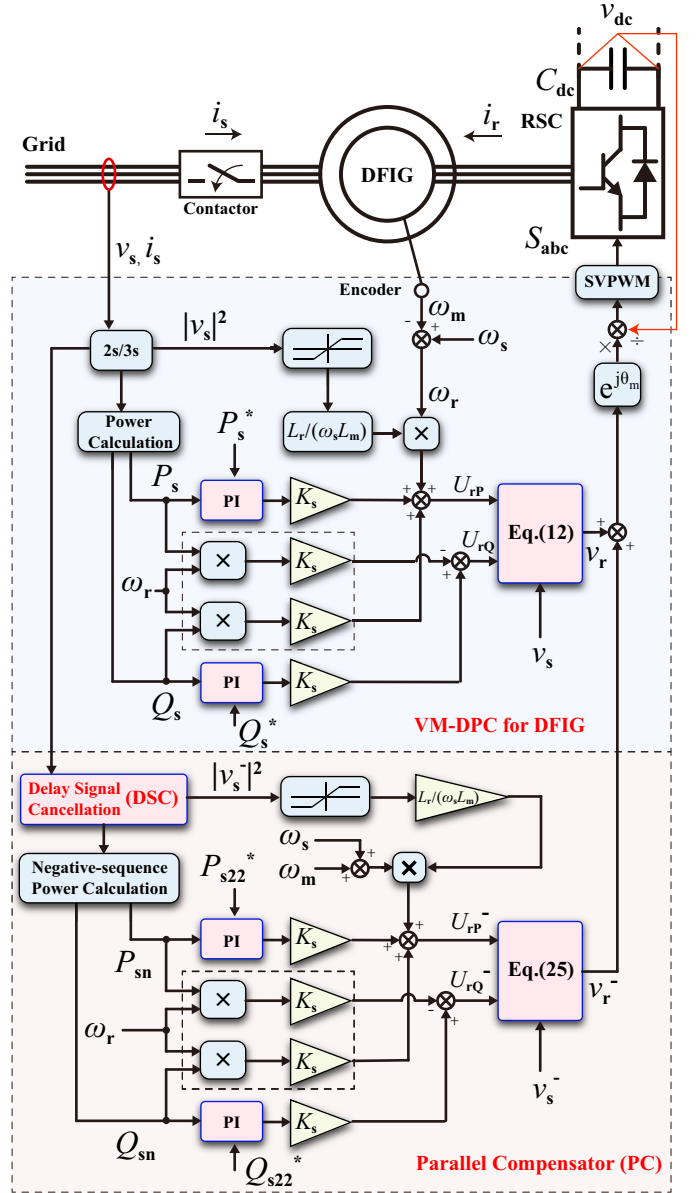 v_dc
C_dc
i_s
i_r
RSC
Grid
DFIG
Contactor
S_abc
v_s, i_s
SVPWM
Encoder
ω_m
- +
ω_s
× ÷
|v_s|²
2s/3s
e^jθ_m
ω_r
P_s*
L_r/(ω_s L_m)
×
Power
Calculation
P_s
PI
K_s
+ + +
U_rP
Eq.(12)
+
v_r
+
×
K_s
-
U_rQ
+
ω_r
×
K_s
v_s
PI
K_s
Q_s
Q_s*
VM-DPC for DFIG
|v_s^-|²
Delay Signal
Cancellation (DSC)
L_r/(ω_s L_m)
ω_s
+
ω_m
+
×
Negative-sequence
Power Calculation
P_s22*
P_sn
PI
K_s
+ + +
U_rP^-
Eq.(25)
v_r^-
×
K_s
-
U_rQ^-
+
ω_r
×
K_s
v_s^-
PI
K_s
Q_sn
Q_s22*
Parallel Compensator (PC)